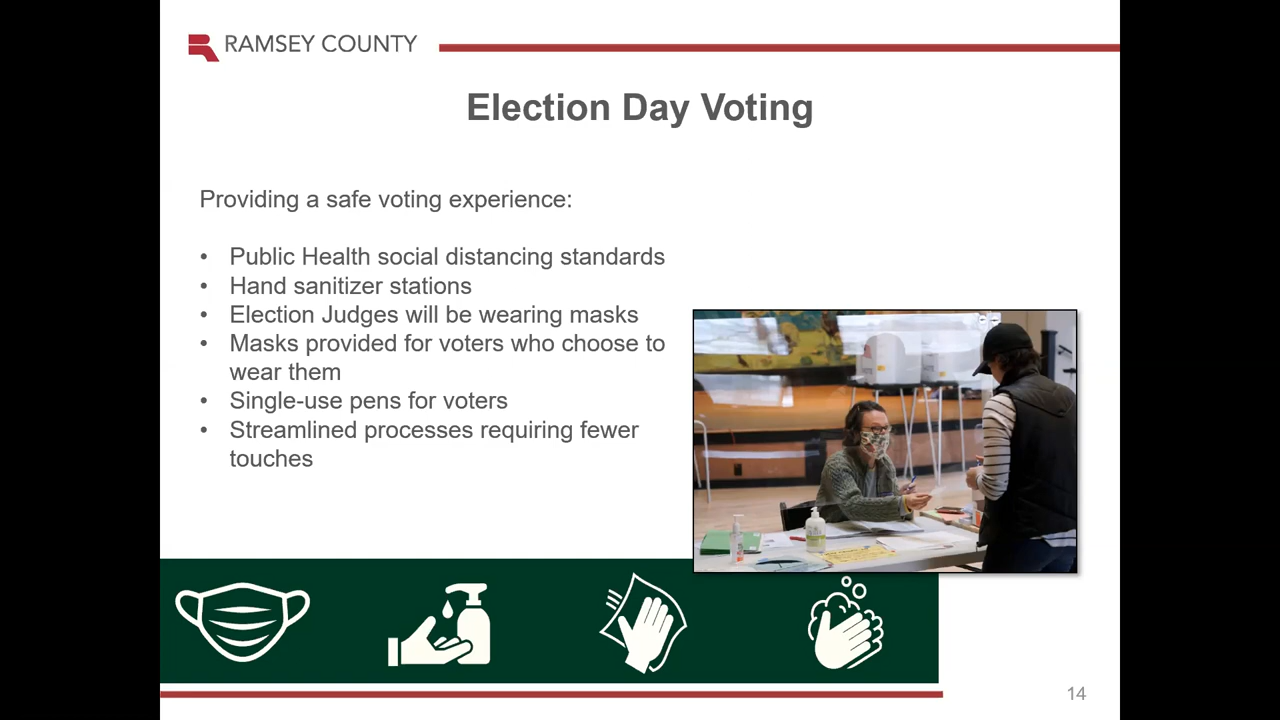 RAMSEY COUNTY
Election Day Voting
Providing a safe voting experience:
• Public Health social distancing standards
• Hand sanitizer stations
• Election Judges will be wearing masks
• Masks provided for voters who choose to
wear them
• Single-use pens for voters
• Streamlined processes requiring fewer
touches
14